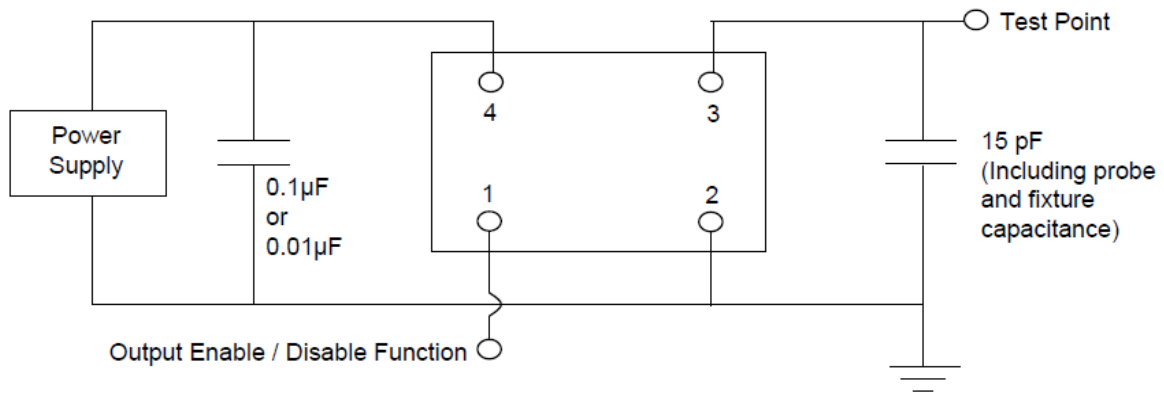 Test Point
4
3
Power
Supply
15 pF
(Including probe
and fixture
capacitance)
0.1µF
or
0.01µF
1
2
Output Enable / Disable Function